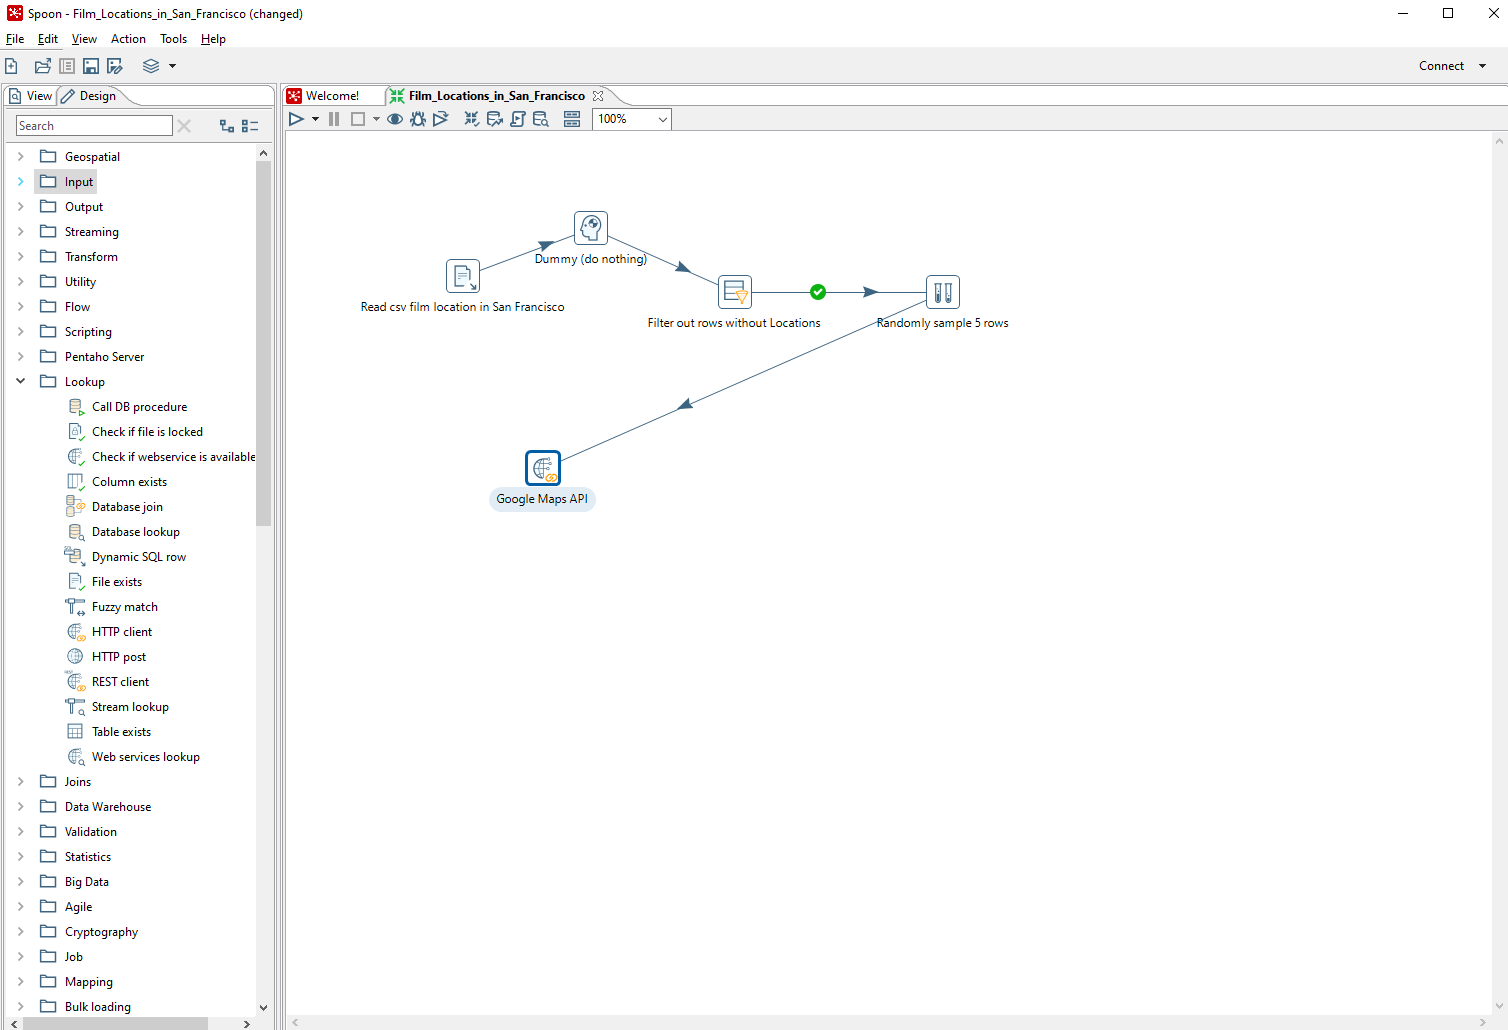 Spoon - Film_Locations_in_San_Francisco (changed)
File Edit View Action Tools Help
Connect
View Design
Welcome! Film_Locations_in_San_Francisco
100%
Search
Geospatial
Input
Output
Streaming
Transform
Utility
Flow
Scripting
Pentaho Server
Lookup
Call DB procedure
Check if file is locked
Check if webservice is available
Column exists
Database join
Database lookup
Dynamic SQL row
File exists
Fuzzy match
HTTP client
HTTP post
REST client
Stream lookup
Table exists
Web services lookup
Joins
Data Warehouse
Validation
Statistics
Big Data
Agile
Cryptography
Job
Mapping
Bulk loading
Dummy (do nothing)
Read csv film location in San Francisco
Filter out rows without Locations
Randomly sample 5 rows
Google Maps API